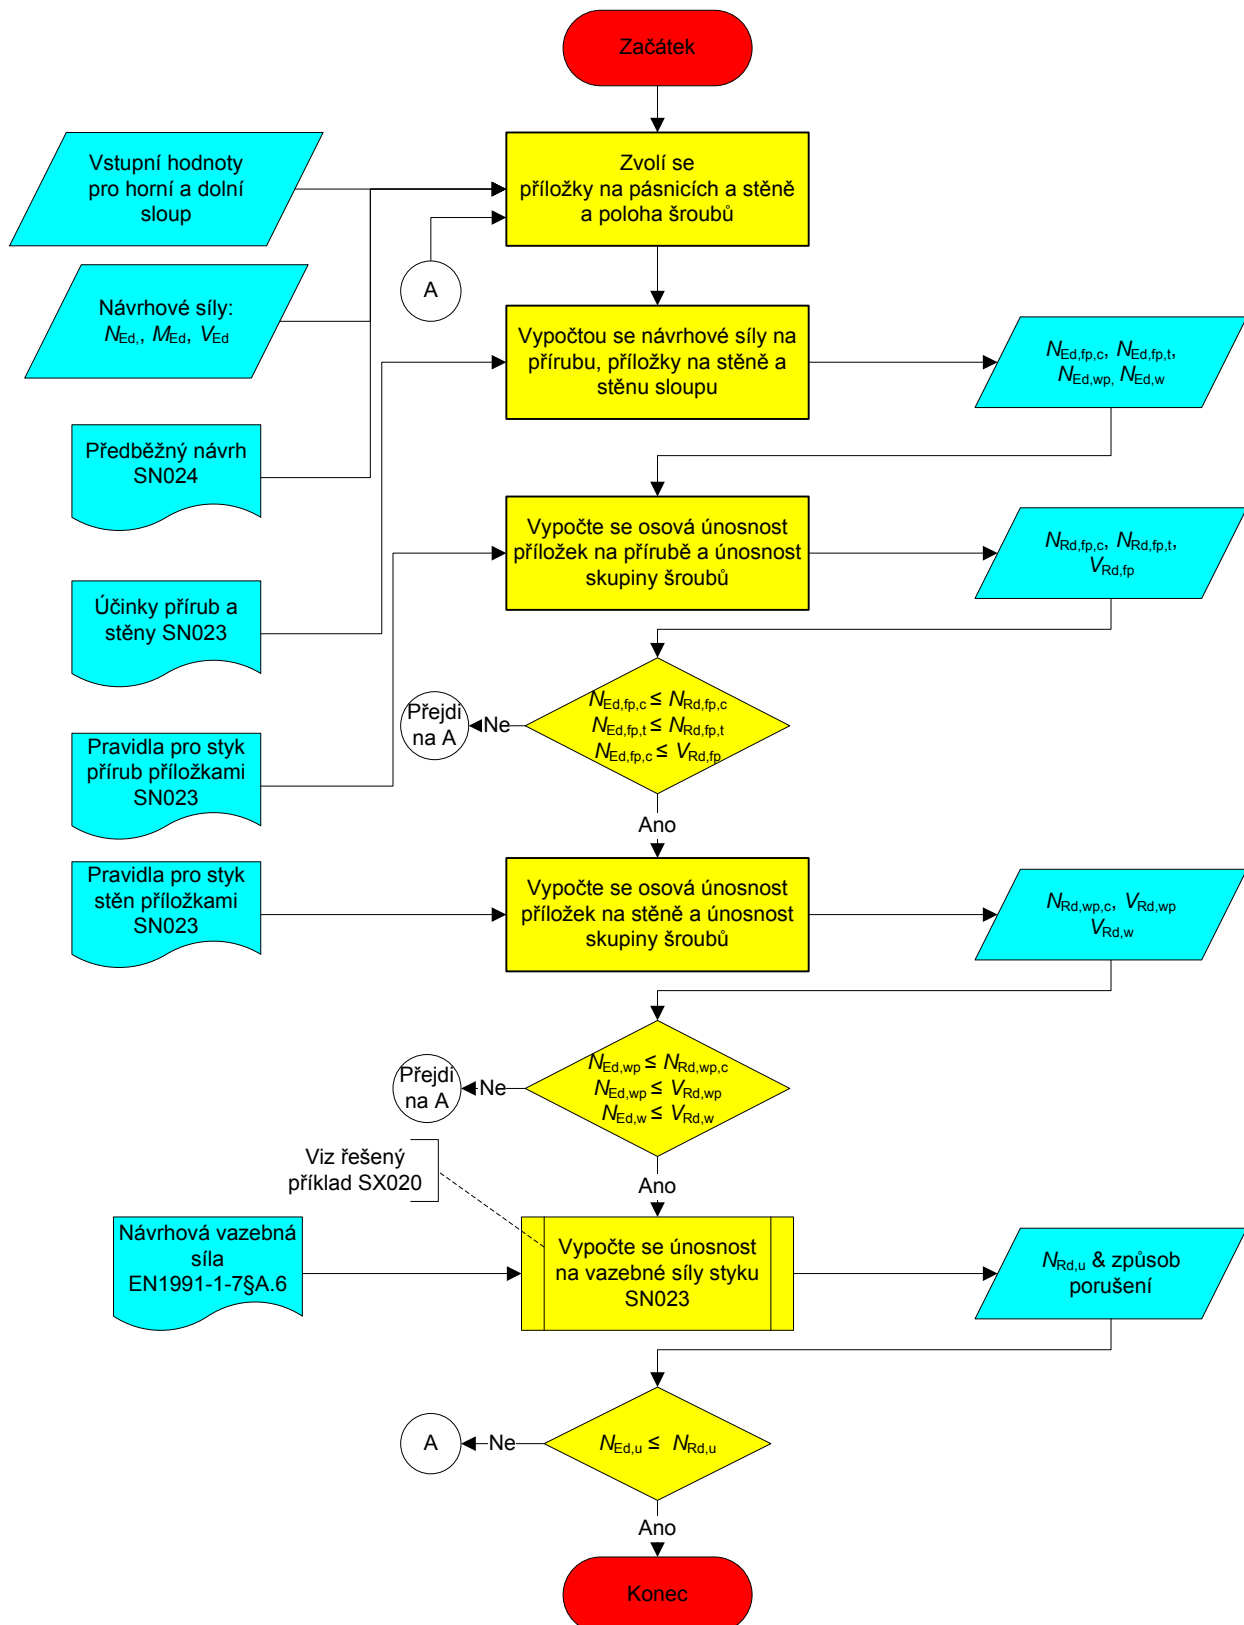 Začátek
Vstupní hodnoty
pro horní a dolní
sloup
Zvolí se
příložky na pásnicích a stěně
a poloha šroubů
A
Návrhové síly:
NEd,, MEd, VEd
Vypočtou se návrhové síly na
přírubu, příložky na stěně a
stěnu sloupu
NEd,fp,c, NEd,fp,t,
NEd,wp, NEd,w
Předběžný návrh
SN024
Vypočte se osová únosnost
příložek na přírubě a únosnost
skupiny šroubů
NRd,fp,c, NRd,fp,t,
VRd,fp
Účinky přírub a
stěny SN023
NEd,fp,c ≤ NRd,fp,c
NEd,fp,t ≤ NRd,fp,t
NEd,fp,c ≤ VRd,fp
Ne
Přejdi
na A
Ano
Pravidla pro styk
přírub příložkami
SN023
Pravidla pro styk
stěn příložkami
SN023
Vypočte se osová únosnost
příložek na stěně a únosnost
skupiny šroubů
NRd,wp,c, VRd,wp
VRd,w
NEd,wp ≤ NRd,wp,c
NEd,wp ≤ VRd,wp
NEd,w ≤ VRd,w
Ne
Přejdi
na A
Ano
Viz řešený
příklad SX020
Návrhová vazebná
síla
EN1991-1-7§A.6
Vypočte se únosnost
na vazebné síly styku
SN023
NRd,u & způsob
porušení
NEd,u ≤ NRd,u
Ne
A
Ano
Konec